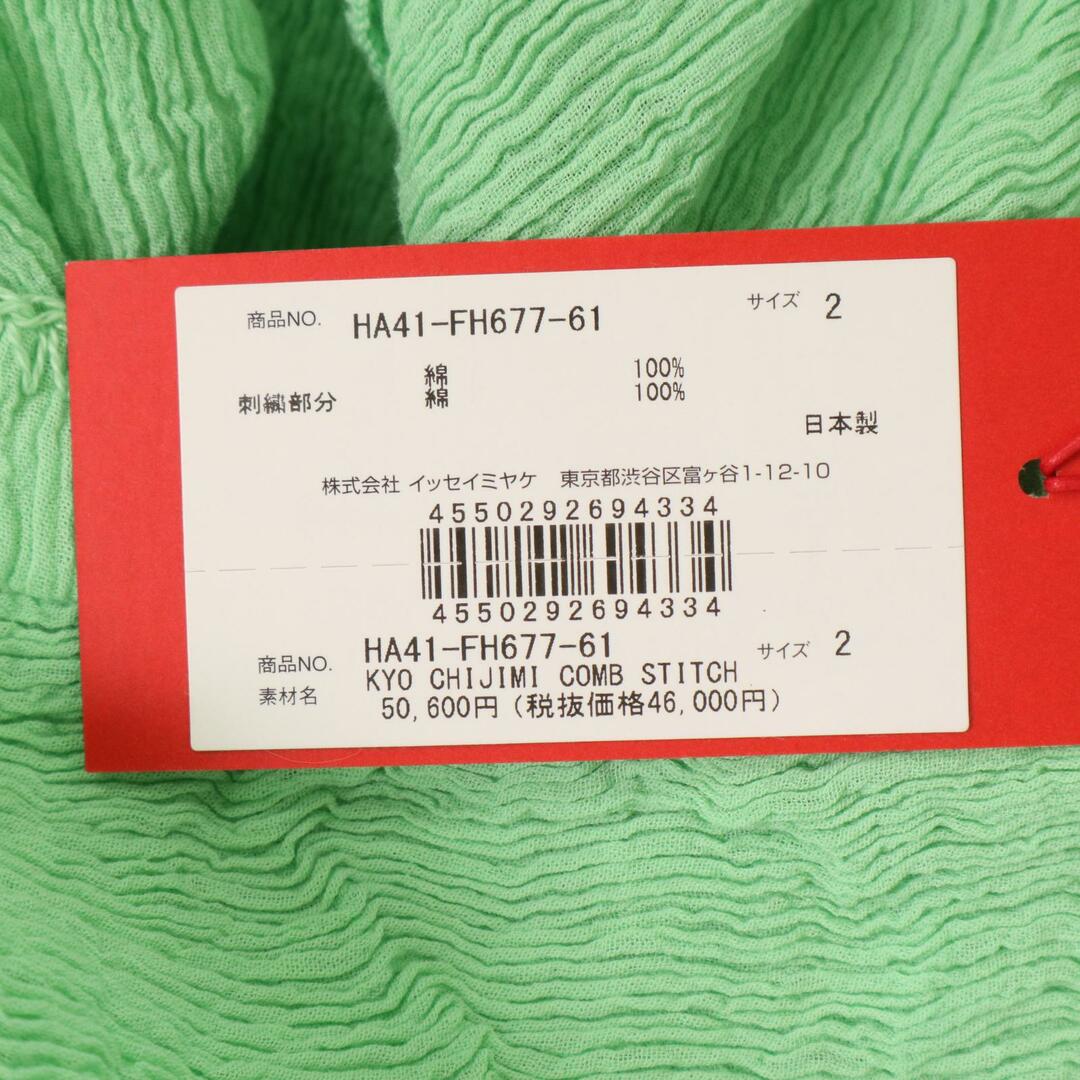 商品NO. HA41-FH677-61 サイズ 2
綿 100%
刺繍部分 綿 100%
日本製
株式会社 イッセイミヤケ 東京都渋谷区富ヶ谷1-12-10
4550292694334
4550292694334
商品NO. HA41-FH677-61 サイズ 2
素材名 KYO CHIJIMI COMB STITCH
50,600円(税抜価格46,000円)